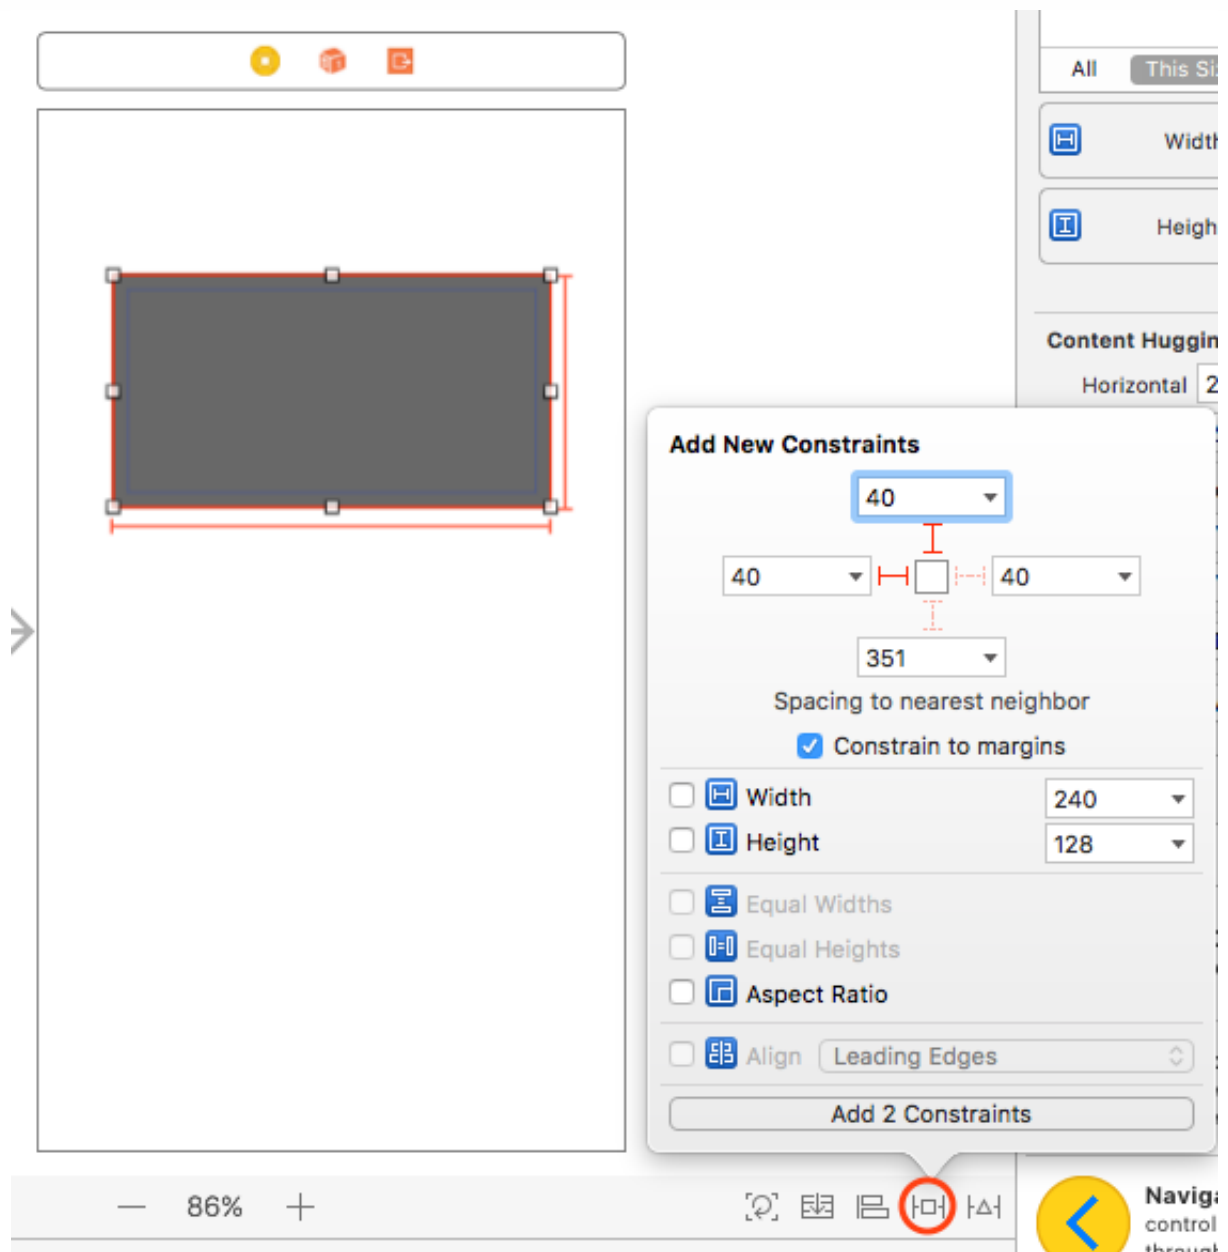 All
This Si
Width
Heigh
Content Huggin
Horizontal 2
Add New Constraints
40
40
40
351
Spacing to nearest neighbor
Constrain to margins
Width 240
Height 128
Equal Widths
Equal Heights
Aspect Ratio
Align Leading Edges
Add 2 Constraints
86%
Naviga
control
through